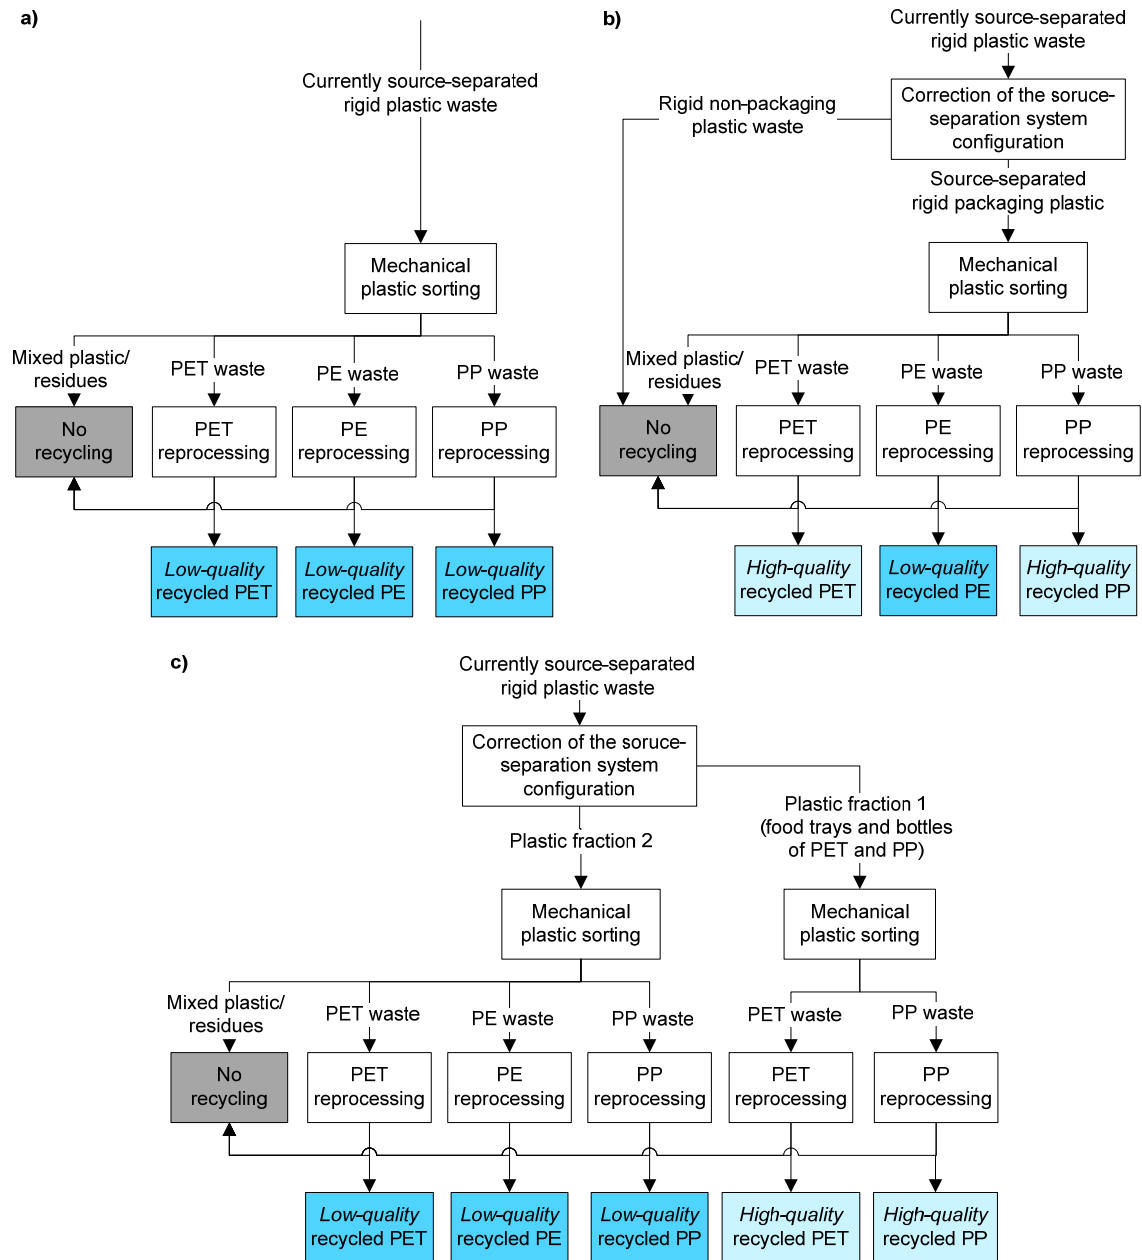 a)
Currently source-separated
rigid plastic waste
Mechanical
plastic sorting
Mixed plastic/
residues
PET waste
PE waste
PP waste
No
recycling
PET
reprocessing
PE
reprocessing
PP
reprocessing
Low-quality
recycled PET
Low-quality
recycled PE
Low-quality
recycled PP
b)
Currently source-separated
rigid plastic waste
Correction of the soruce-
separation system
configuration
Rigid non-packaging
plastic waste
Source-separated
rigid packaging plastic
Mechanical
plastic sorting
Mixed plastic/
residues
PET waste
PE waste
PP waste
No
recycling
PET
reprocessing
PE
reprocessing
PP
reprocessing
High-quality
recycled PET
Low-quality
recycled PE
High-quality
recycled PP
c)
Currently source-separated
rigid plastic waste
Correction of the soruce-
separation system
configuration
Plastic fraction 2
Plastic fraction 1
(food trays and bottles
of PET and PP)
Mechanical
plastic sorting
Mechanical
plastic sorting
Mixed plastic/
residues
PET waste
PE waste
PP waste
PET waste
PP waste
No
recycling
PET
reprocessing
PE
reprocessing
PP
reprocessing
PET
reprocessing
PP
reprocessing
Low-quality
recycled PET
Low-quality
recycled PE
Low-quality
recycled PP
High-quality
recycled PET
High-quality
recycled PP